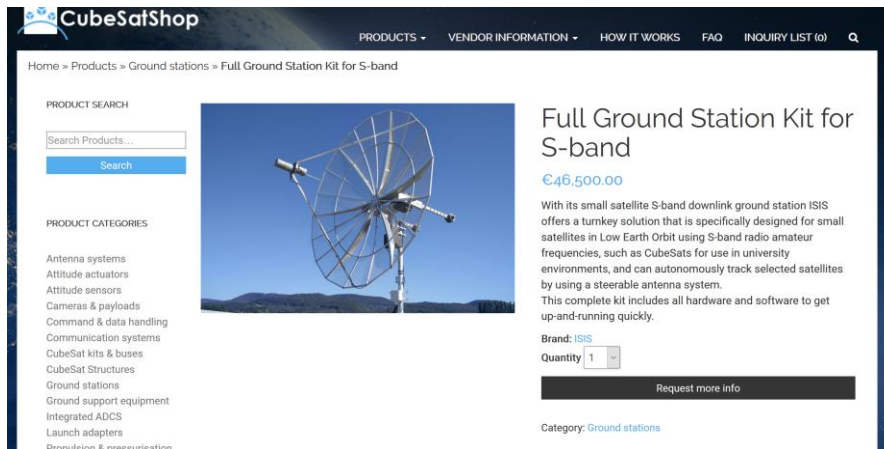 CubeSatShop
PRODUCTS
VENDOR INFORMATION
HOW IT WORKS
FAQ
INQUIRY LIST (0)
Home » Products » Ground stations » Full Ground Station Kit for S-band
PRODUCT SEARCH
Search Products...
Search
PRODUCT CATEGORIES
Antenna systems
Attitude actuators
Attitude sensors
Cameras & payloads
Command & data handling
Communication systems
CubeSat kits & buses
CubeSat Structures
Ground stations
Ground support equipment
Integrated ADCS
Launch adapters
Propulsion & pressurisation
Full Ground Station Kit for
S-band
€46,500.00
With its small satellite S-band downlink ground station ISIS
offers a turnkey solution that is specifically designed for small
satellites in Low Earth Orbit using S-band radio amateur
frequencies, such as CubeSats for use in university
environments, and can autonomously track selected satellites
by using a steerable antenna system.
This complete kit includes all hardware and software to get
up-and-running quickly.
Brand: ISIS
Quantity 1
Request more info
Category: Ground stations